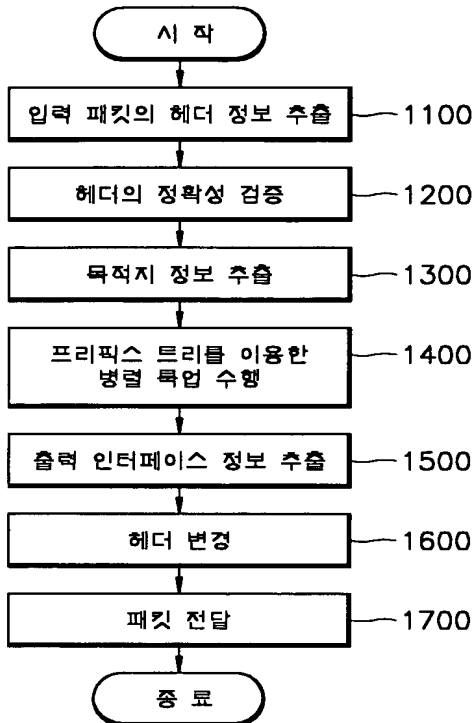 시 작
입력 패킷의 헤더 정보 추출
1100
헤더의 정확성 검증
1200
목적지 정보 추출
1300
프리픽스 트리를 이용한
병렬 룩업 수행
1400
출력 인터페이스 정보 추출
1500
헤더 변경
1600
패킷 전달
1700
종 료